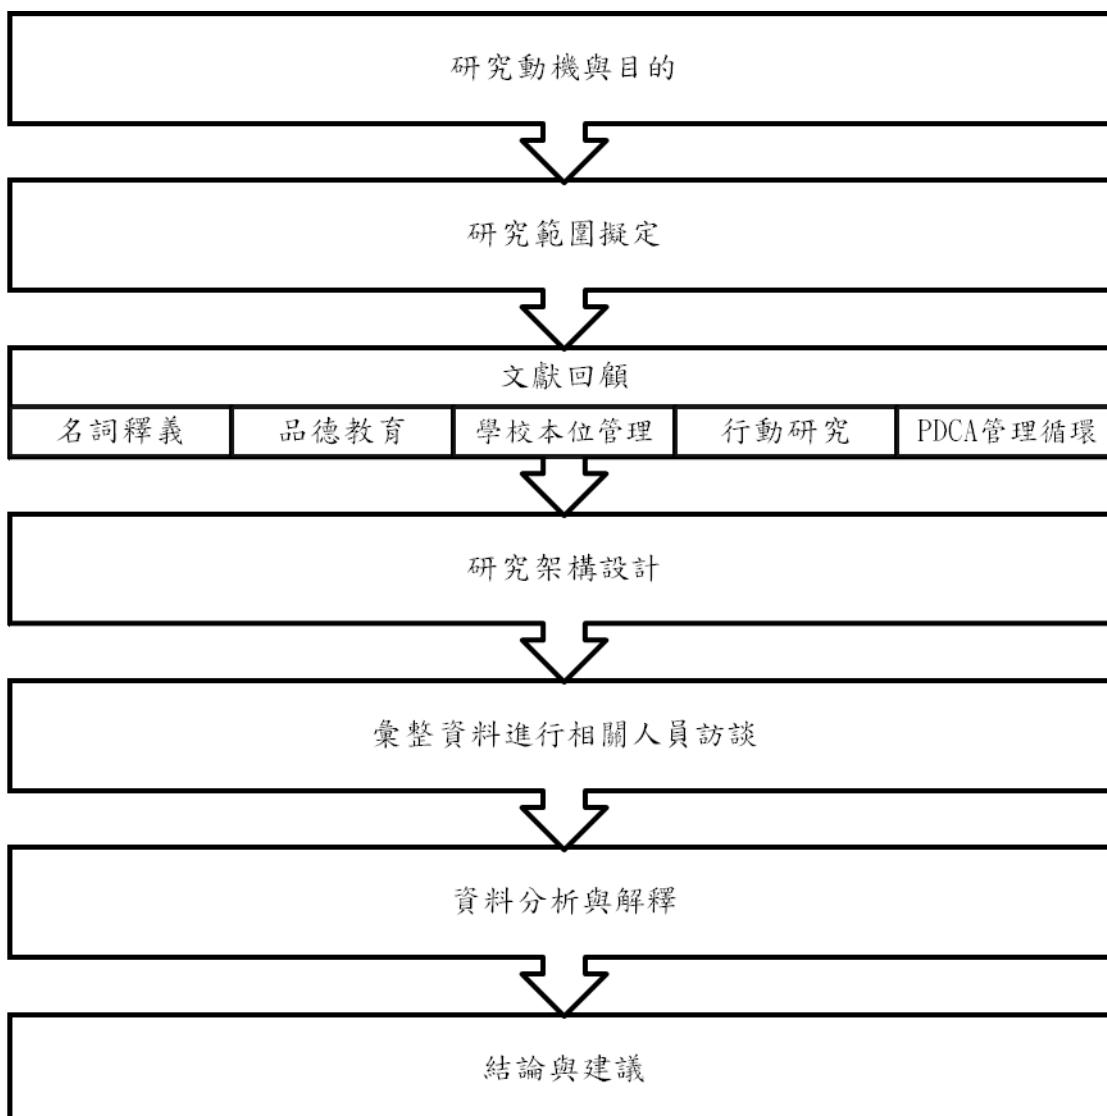 研究動機與目的
研究範圍擬定
文獻回顧
名詞釋義 品德教育 學校本位管理 行動研究 PDCA管理循環
研究架構設計
彙整資料進行相關人員訪談
資料分析與解釋
結論與建議